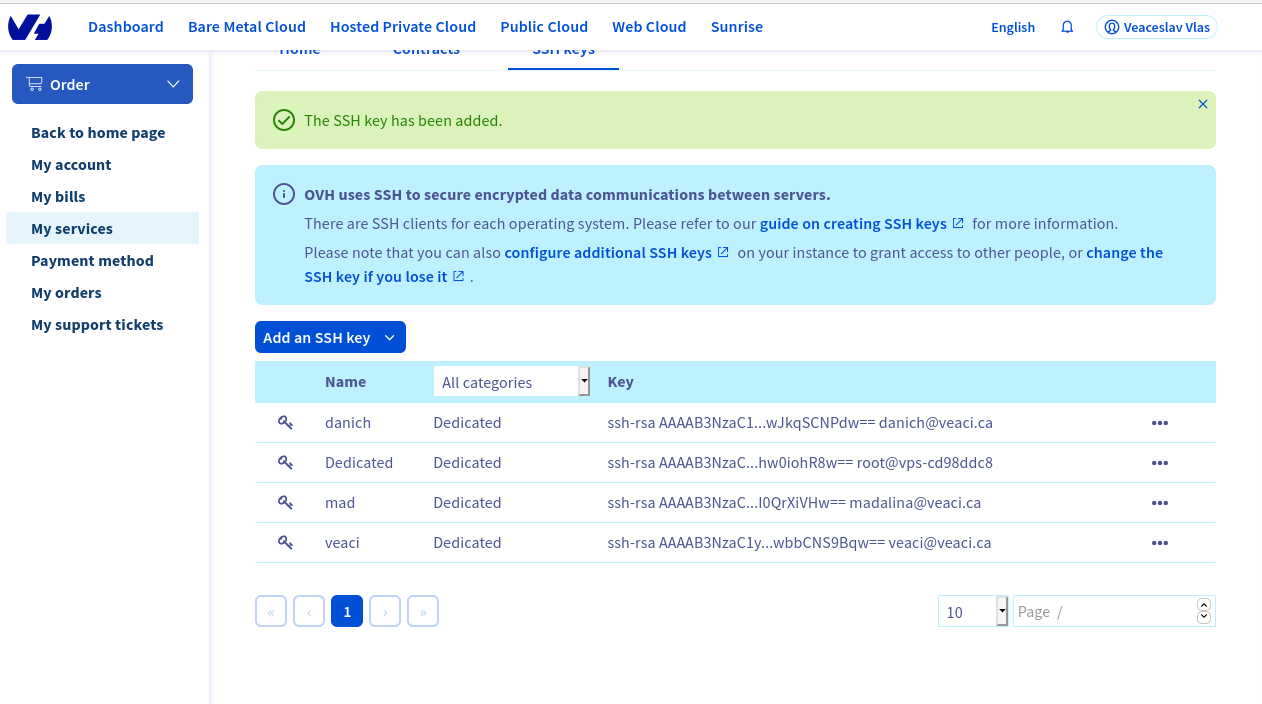 Dashboard Bare Metal Cloud Hosted Private Cloud Public Cloud Web Cloud Sunrise English Veaceslav Vlas
Home Contracts SSH keys
Order
Back to home page
My account
My bills
My services
Payment method
My orders
My support tickets
The SSH key has been added.
OVH uses SSH to secure encrypted data communications between servers.
There are SSH clients for each operating system. Please refer to our guide on creating SSH keys for more information.
Please note that you can also configure additional SSH keys on your instance to grant access to other people, or change the
SSH key if you lose it .
Add an SSH key
Name All categories Key
danich Dedicated ssh-rsa AAAAB3NzaC1...wJkqSCNPdw== danich@veaci.ca •••
Dedicated Dedicated ssh-rsa AAAAB3NzaC...hw0iohR8w== root@vps-cd98ddc8 •••
mad Dedicated ssh-rsa AAAAB3NzaC...I0QrXiVHw== madalina@veaci.ca •••
veaci Dedicated ssh-rsa AAAAB3NzaC1y...wbbCNS9Bqw== veaci@veaci.ca •••
« ‹ 1 › » 10 Page /